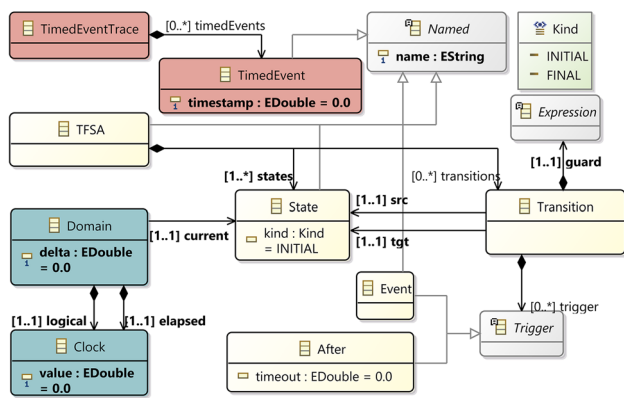 TimedEventTrace
[0..*] timedEvents
Named
name : EString
Kind
INITIAL
FINAL
TimedEvent
timestamp : EDouble = 0.0
TFSA
Expression
[1..1] guard
[1..*] states
[0..*] transitions
State
kind : Kind
= INITIAL
[1..1] src
[1..1] tgt
Transition
Domain
delta : EDouble
= 0.0
[1..1] current
Event
[0..*] trigger
Trigger
[1..1] logical
[1..1] elapsed
Clock
value : EDouble
= 0.0
After
timeout : EDouble = 0.0